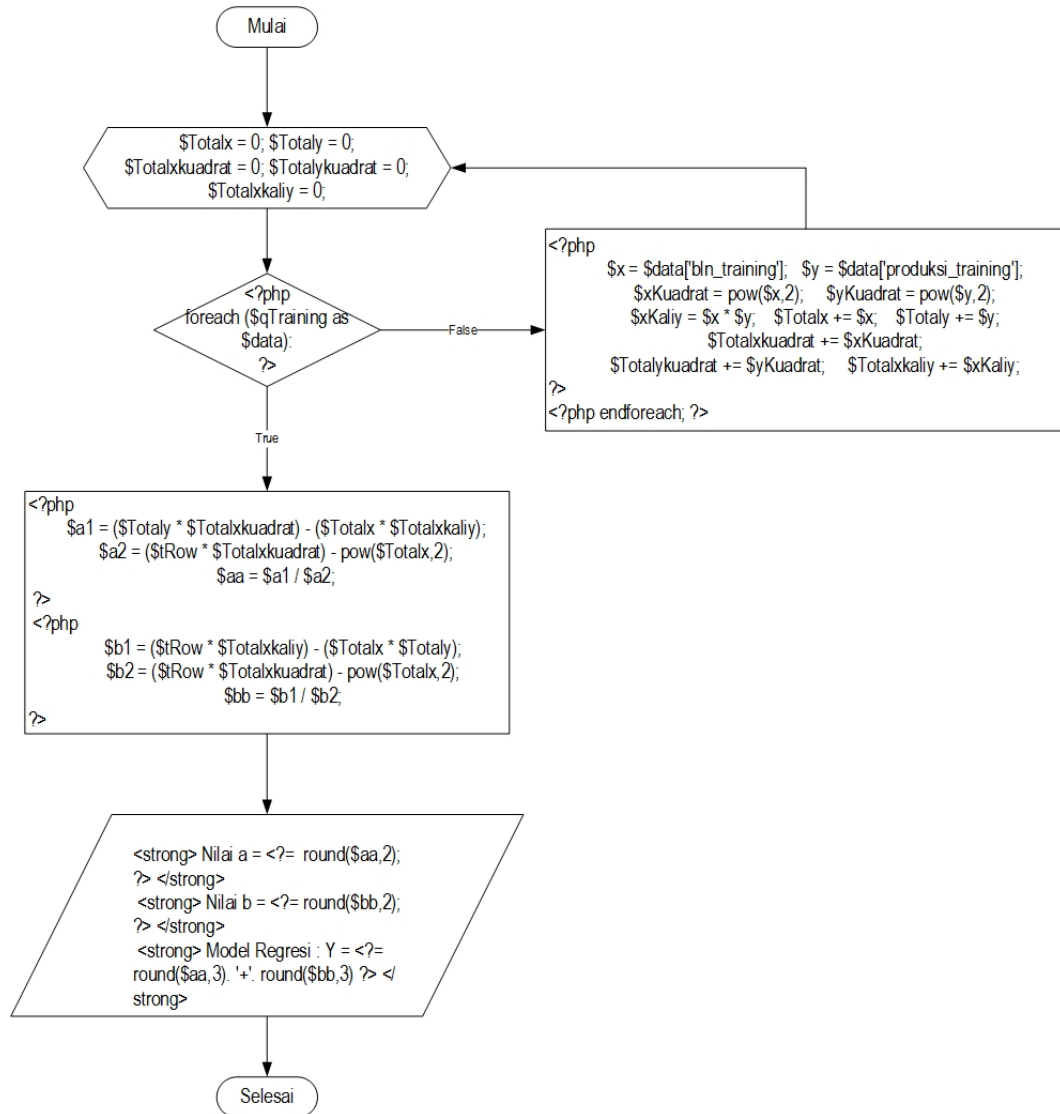 Mulai
$Totalx = 0; $Totaly = 0;
$Totalxkuadrat = 0; $Totalykuadrat = 0;
$Totalxkaliy = 0;
<?php
foreach ($qTraining as
$data):
?>
False
<?php
$x = $data['bln_training']; $y = $data['produksi_training'];
$xKuadrat = pow($x,2); $yKuadrat = pow($y,2);
$xKaliy = $x * $y; $Totalx += $x; $Totaly += $y;
$Totalxkuadrat += $xKuadrat;
$Totalykuadrat += $yKuadrat; $Totalxkaliy += $xKaliy;
?>
<?php endforeach; ?>
True
<?php
$a1 = ($Totaly * $Totalxkuadrat) - ($Totalx * $Totalxkaliy);
$a2 = ($tRow * $Totalxkuadrat) - pow($Totalx,2);
$aa = $a1 / $a2;
?>
<?php
$b1 = ($tRow * $Totalxkaliy) - ($Totalx * $Totaly);
$b2 = ($tRow * $Totalxkuadrat) - pow($Totalx,2);
$bb = $b1 / $b2;
?>
<strong> Nilai a = <?= round($aa,2);
?> </strong>
<strong> Nilai b = <?= round($bb,2);
?> </strong>
<strong> Model Regresi : Y = <?=
round($aa,3). '+'. round($bb,3) ?> </
strong>
Selesai